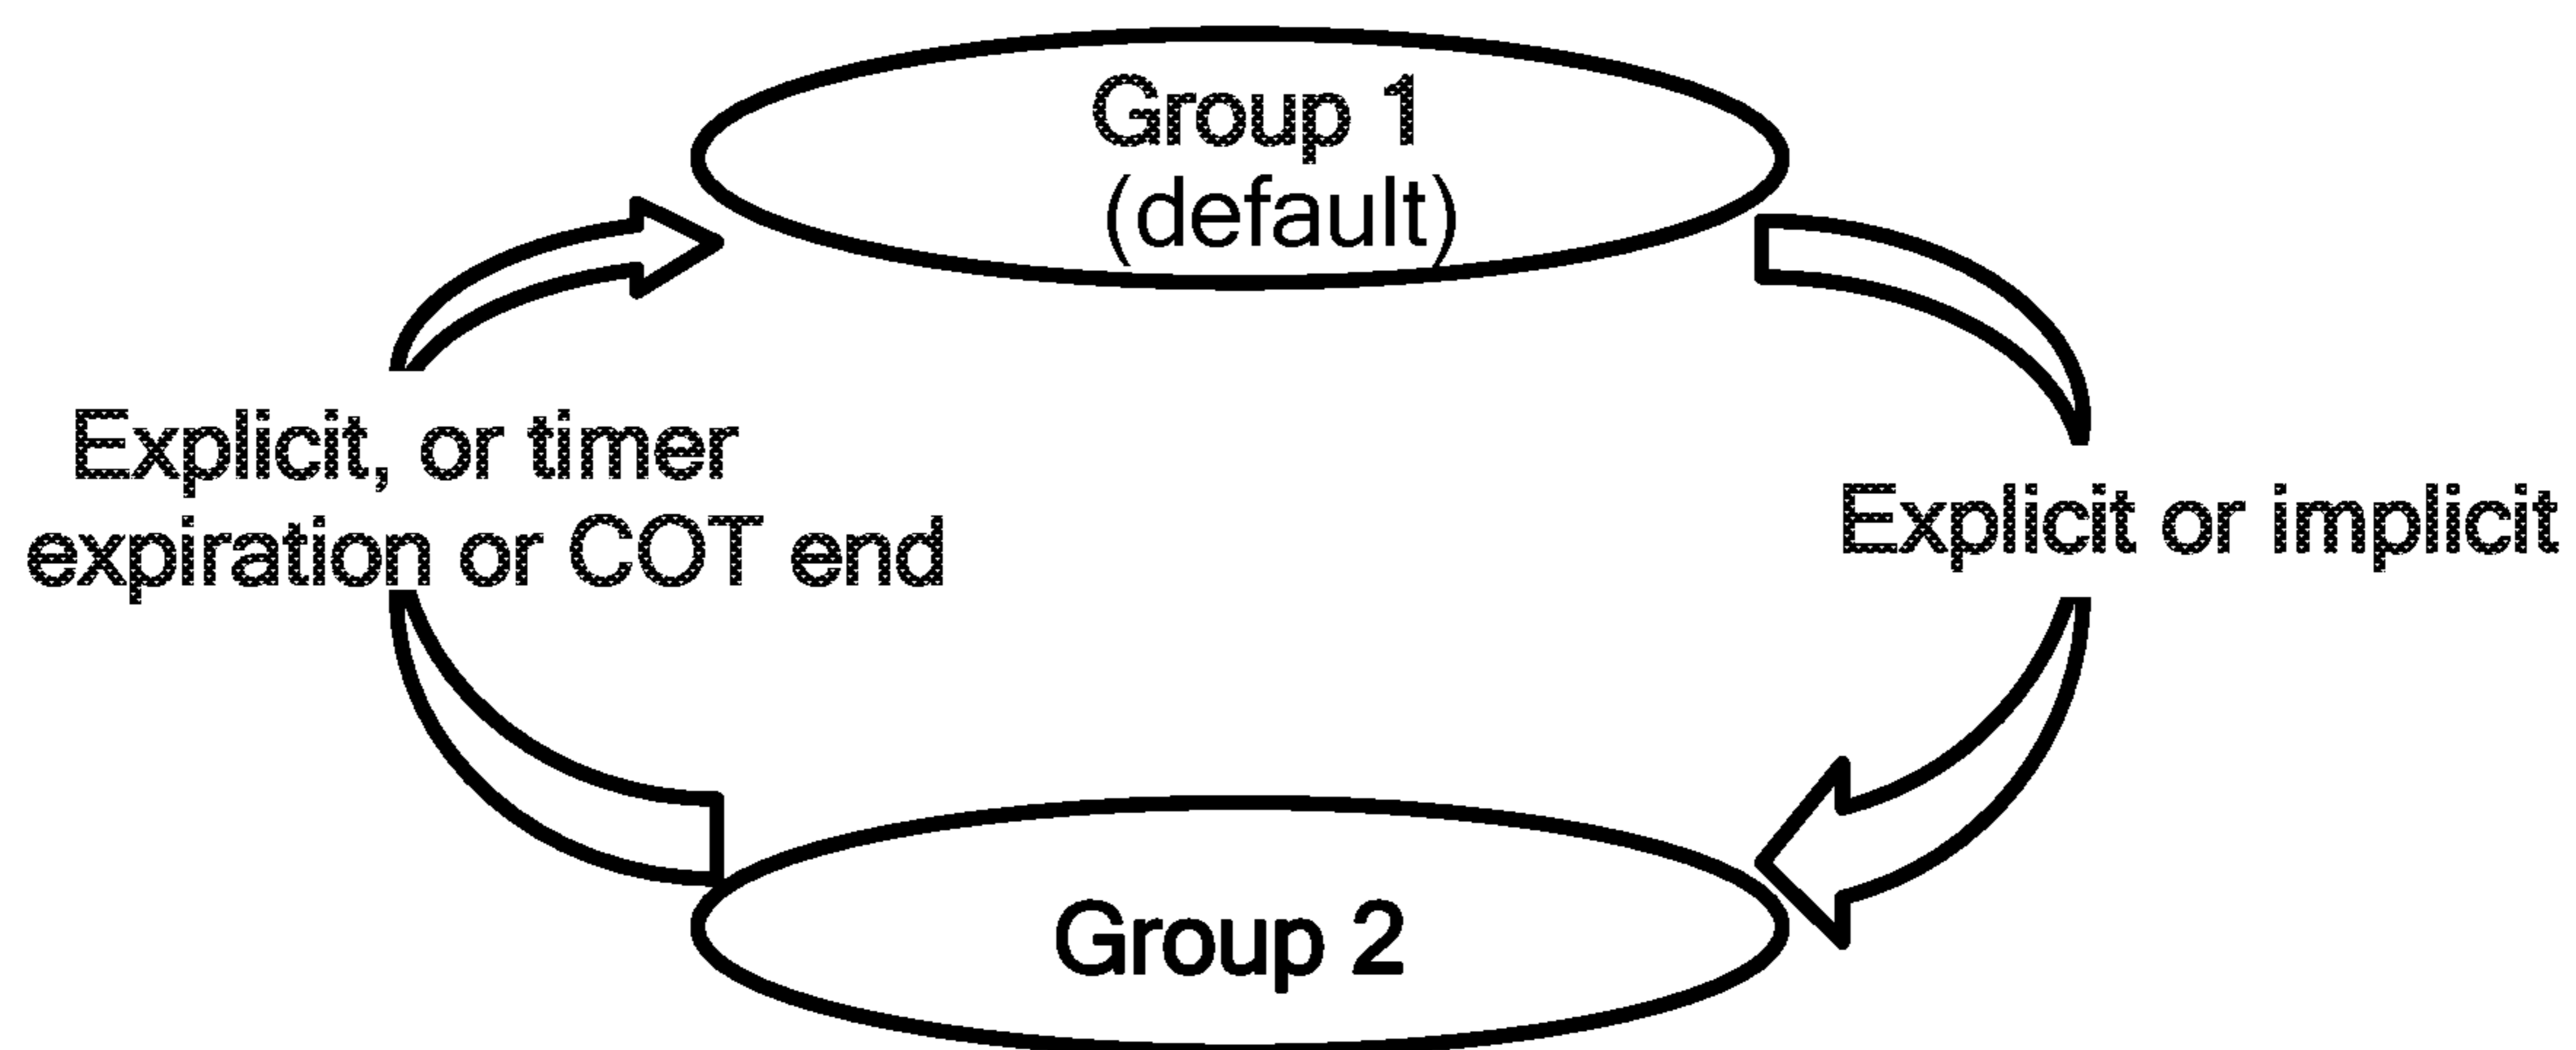 Group 1
(default)
Explicit, or timer
expiration or COT end
Explicit or implicit
Group 2